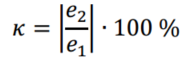 κ = |e₂/e₁| · 100 %